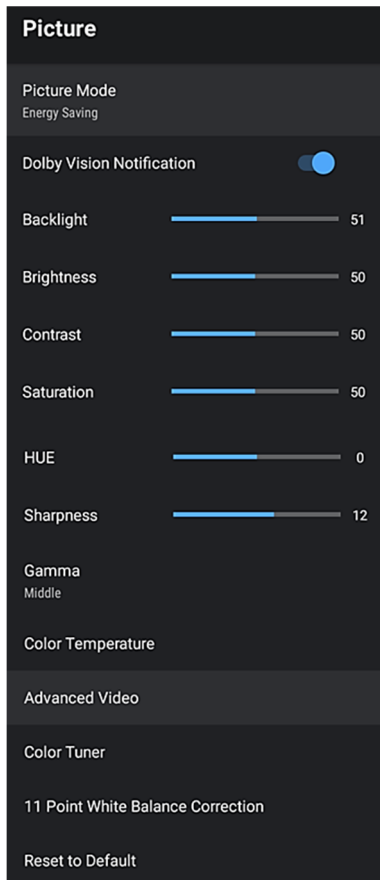 Picture
Picture Mode
Energy Saving
Dolby Vision Notification
Backlight 51
Brightness 50
Contrast 50
Saturation 50
HUE 0
Sharpness 12
Gamma
Middle
Color Temperature
Advanced Video
Color Tuner
11 Point White Balance Correction
Reset to Default